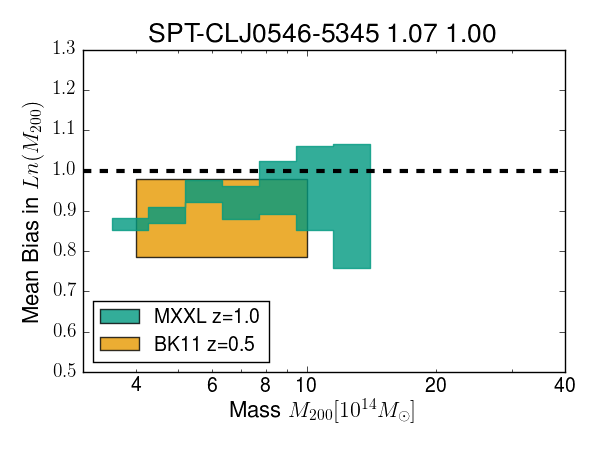 SPT-CLJ0546-5345 1.07 1.00
1.3
1.2
1.1
1.0
0.9
0.8
0.7
0.6
0.5
Mean Bias in Ln(M200)
MXXL z=1.0
BK11 z=0.5
4 6 8 10 20 40
Mass M200[10^14 M⊙]